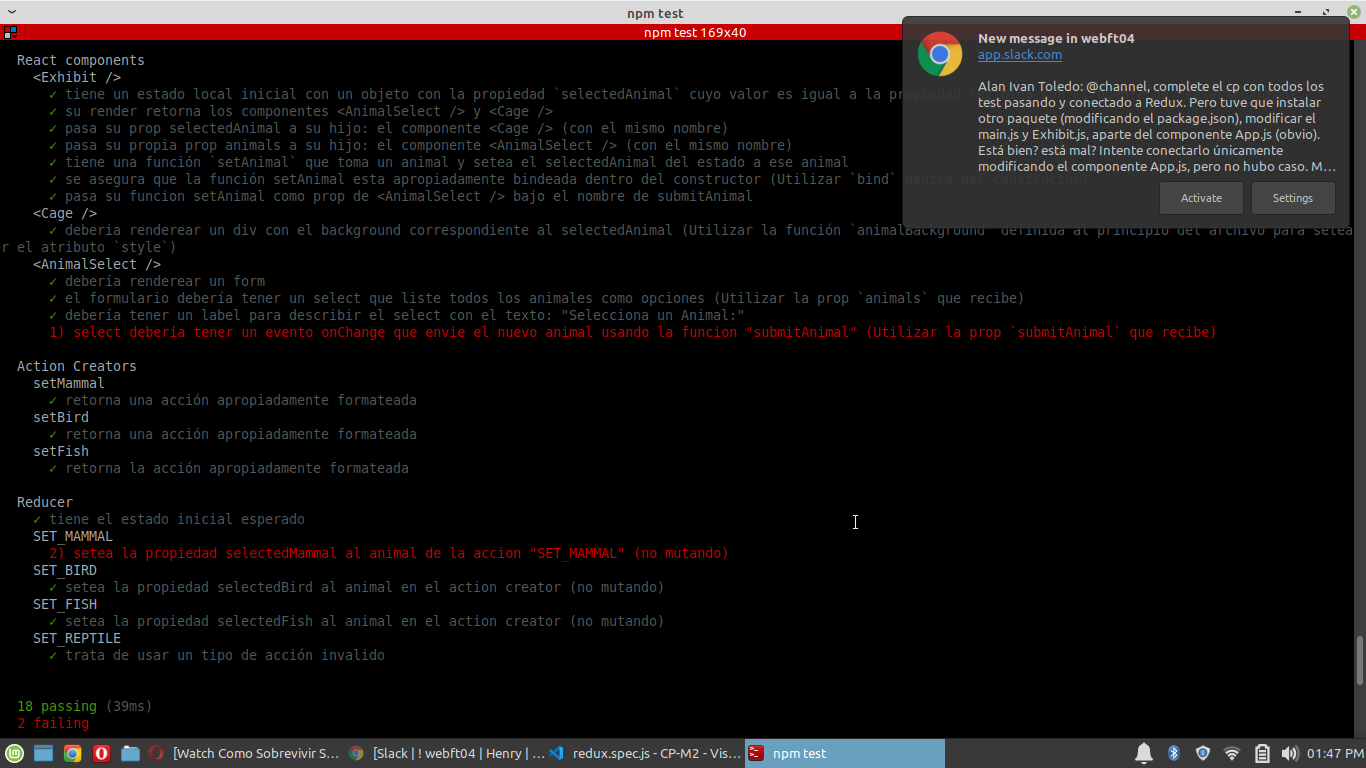 npm test
npm test 169x40
New message in webft04
app.slack.com
Alan Ivan Toledo: @channel, complete el cp con todos los
test pasando y conectado a Redux. Pero tuve que instalar
otro paquete (modificando el package.json), modificar el
main.js y Exhibit.js, aparte del componente App.js (obvio).
Está bien? está mal? Intente conectarlo únicamente
modificando el componente App.js, pero no hubo caso. M...
Activate
Settings
React components
<Exhibit />
✓ tiene un estado local inicial con un objeto con la propiedad `selectedAnimal` cuyo valor es igual a la propiedad
✓ su render retorna los componentes <AnimalSelect /> y <Cage />
✓ pasa su prop selectedAnimal a su hijo: el componente <Cage /> (con el mismo nombre)
✓ pasa su propia prop animals a su hijo: el componente <AnimalSelect /> (con el mismo nombre)
✓ tiene una función `setAnimal` que toma un animal y setea el selectedAnimal del estado a ese animal
✓ se asegura que la función setAnimal esta apropiadamente bindeada dentro del constructor (Utilizar `bind` dentro del constructor)
✓ pasa su funcion setAnimal como prop de <AnimalSelect /> bajo el nombre de submitAnimal
<Cage />
✓ deberia renderear un div con el background correspondiente al selectedAnimal (Utilizar la función `animalBackground` definida al principio del archivo para setea
r el atributo `style`)
<AnimalSelect />
✓ debería renderear un form
✓ el formulario debería tener un select que liste todos los animales como opciones (Utilizar la prop `animals` que recibe)
✓ debería tener un label para describir el select con el texto: "Selecciona un Animal:"
1) select debería tener un evento onChange que envie el nuevo animal usando la funcion "submitAnimal" (Utilizar la prop `submitAnimal` que recibe)
Action Creators
setMammal
✓ retorna una acción apropiadamente formateada
setBird
✓ retorna una acción apropiadamente formateada
setFish
✓ retorna la acción apropiadamente formateada
Reducer
✓ tiene el estado inicial esperado
SET_MAMMAL
2) setea la propiedad selectedMammal al animal de la accion "SET_MAMMAL" (no mutando)
SET_BIRD
✓ setea la propiedad selectedBird al animal en el action creator (no mutando)
SET_FISH
✓ setea la propiedad selectedFish al animal en el action creator (no mutando)
SET_REPTILE
✓ trata de usar un tipo de acción invalido
18 passing (39ms)
2 failing
[Watch Como Sobrevivir S...
[Slack | ! webft04 | Henry | ...
redux.spec.js - CP-M2 - Vis...
npm test
01:47 PM